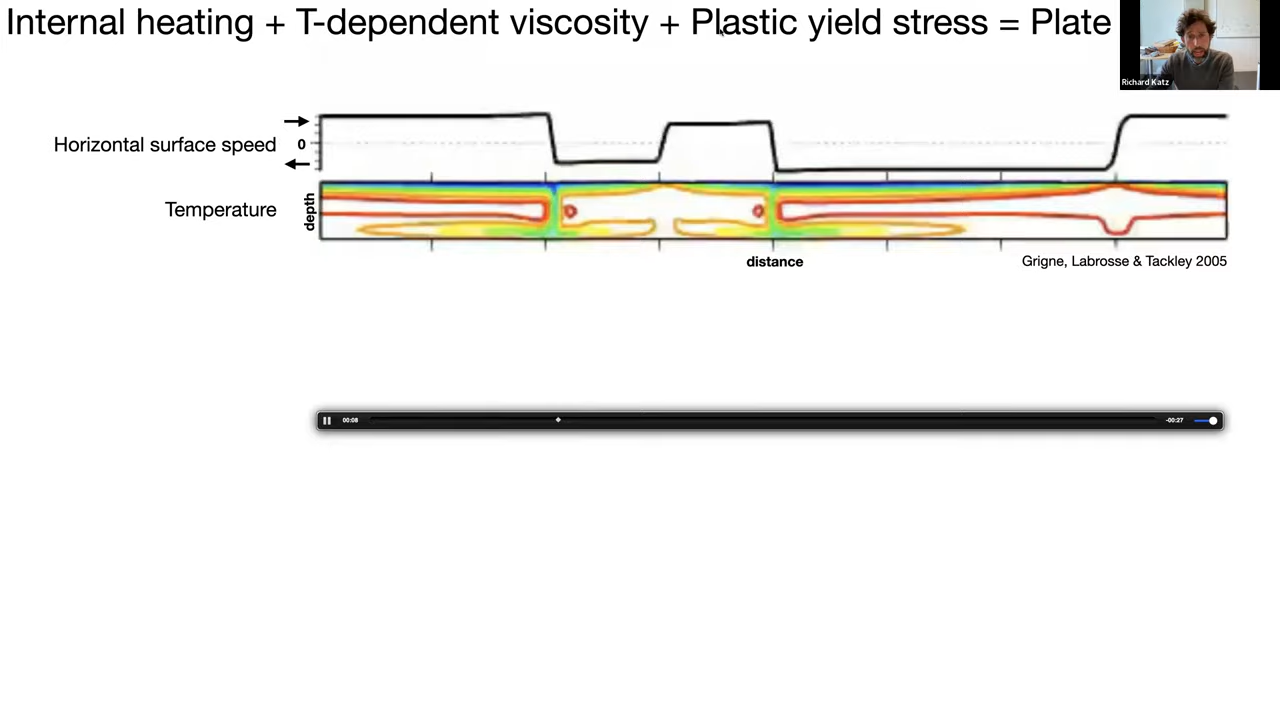 Internal heating + T-dependent viscosity + Plastic yield stress = Plate
Richard Katz
Horizontal surface speed
0
Temperature
depth
distance
Grigne, Labrosse & Tackley 2005
00:08
-00:27